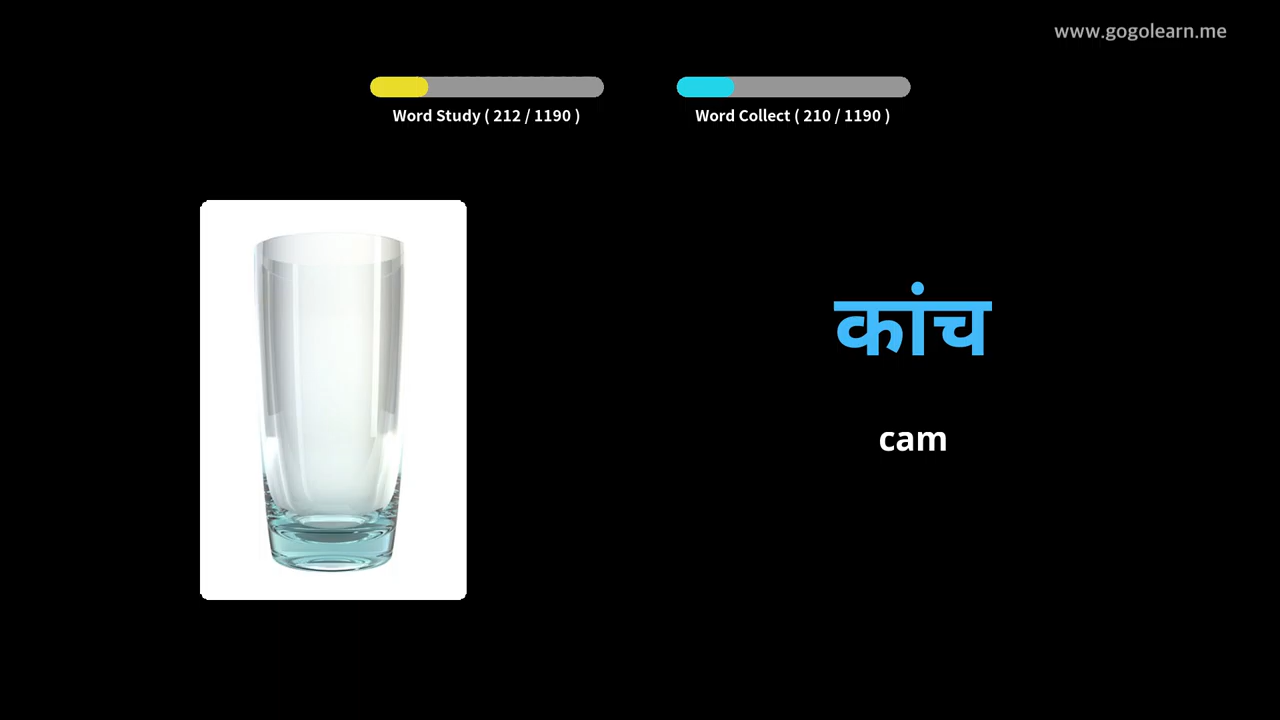 www.gogolearn.me
Word Study ( 212 / 1190 )
Word Collect ( 210 / 1190 )
कांच
cam